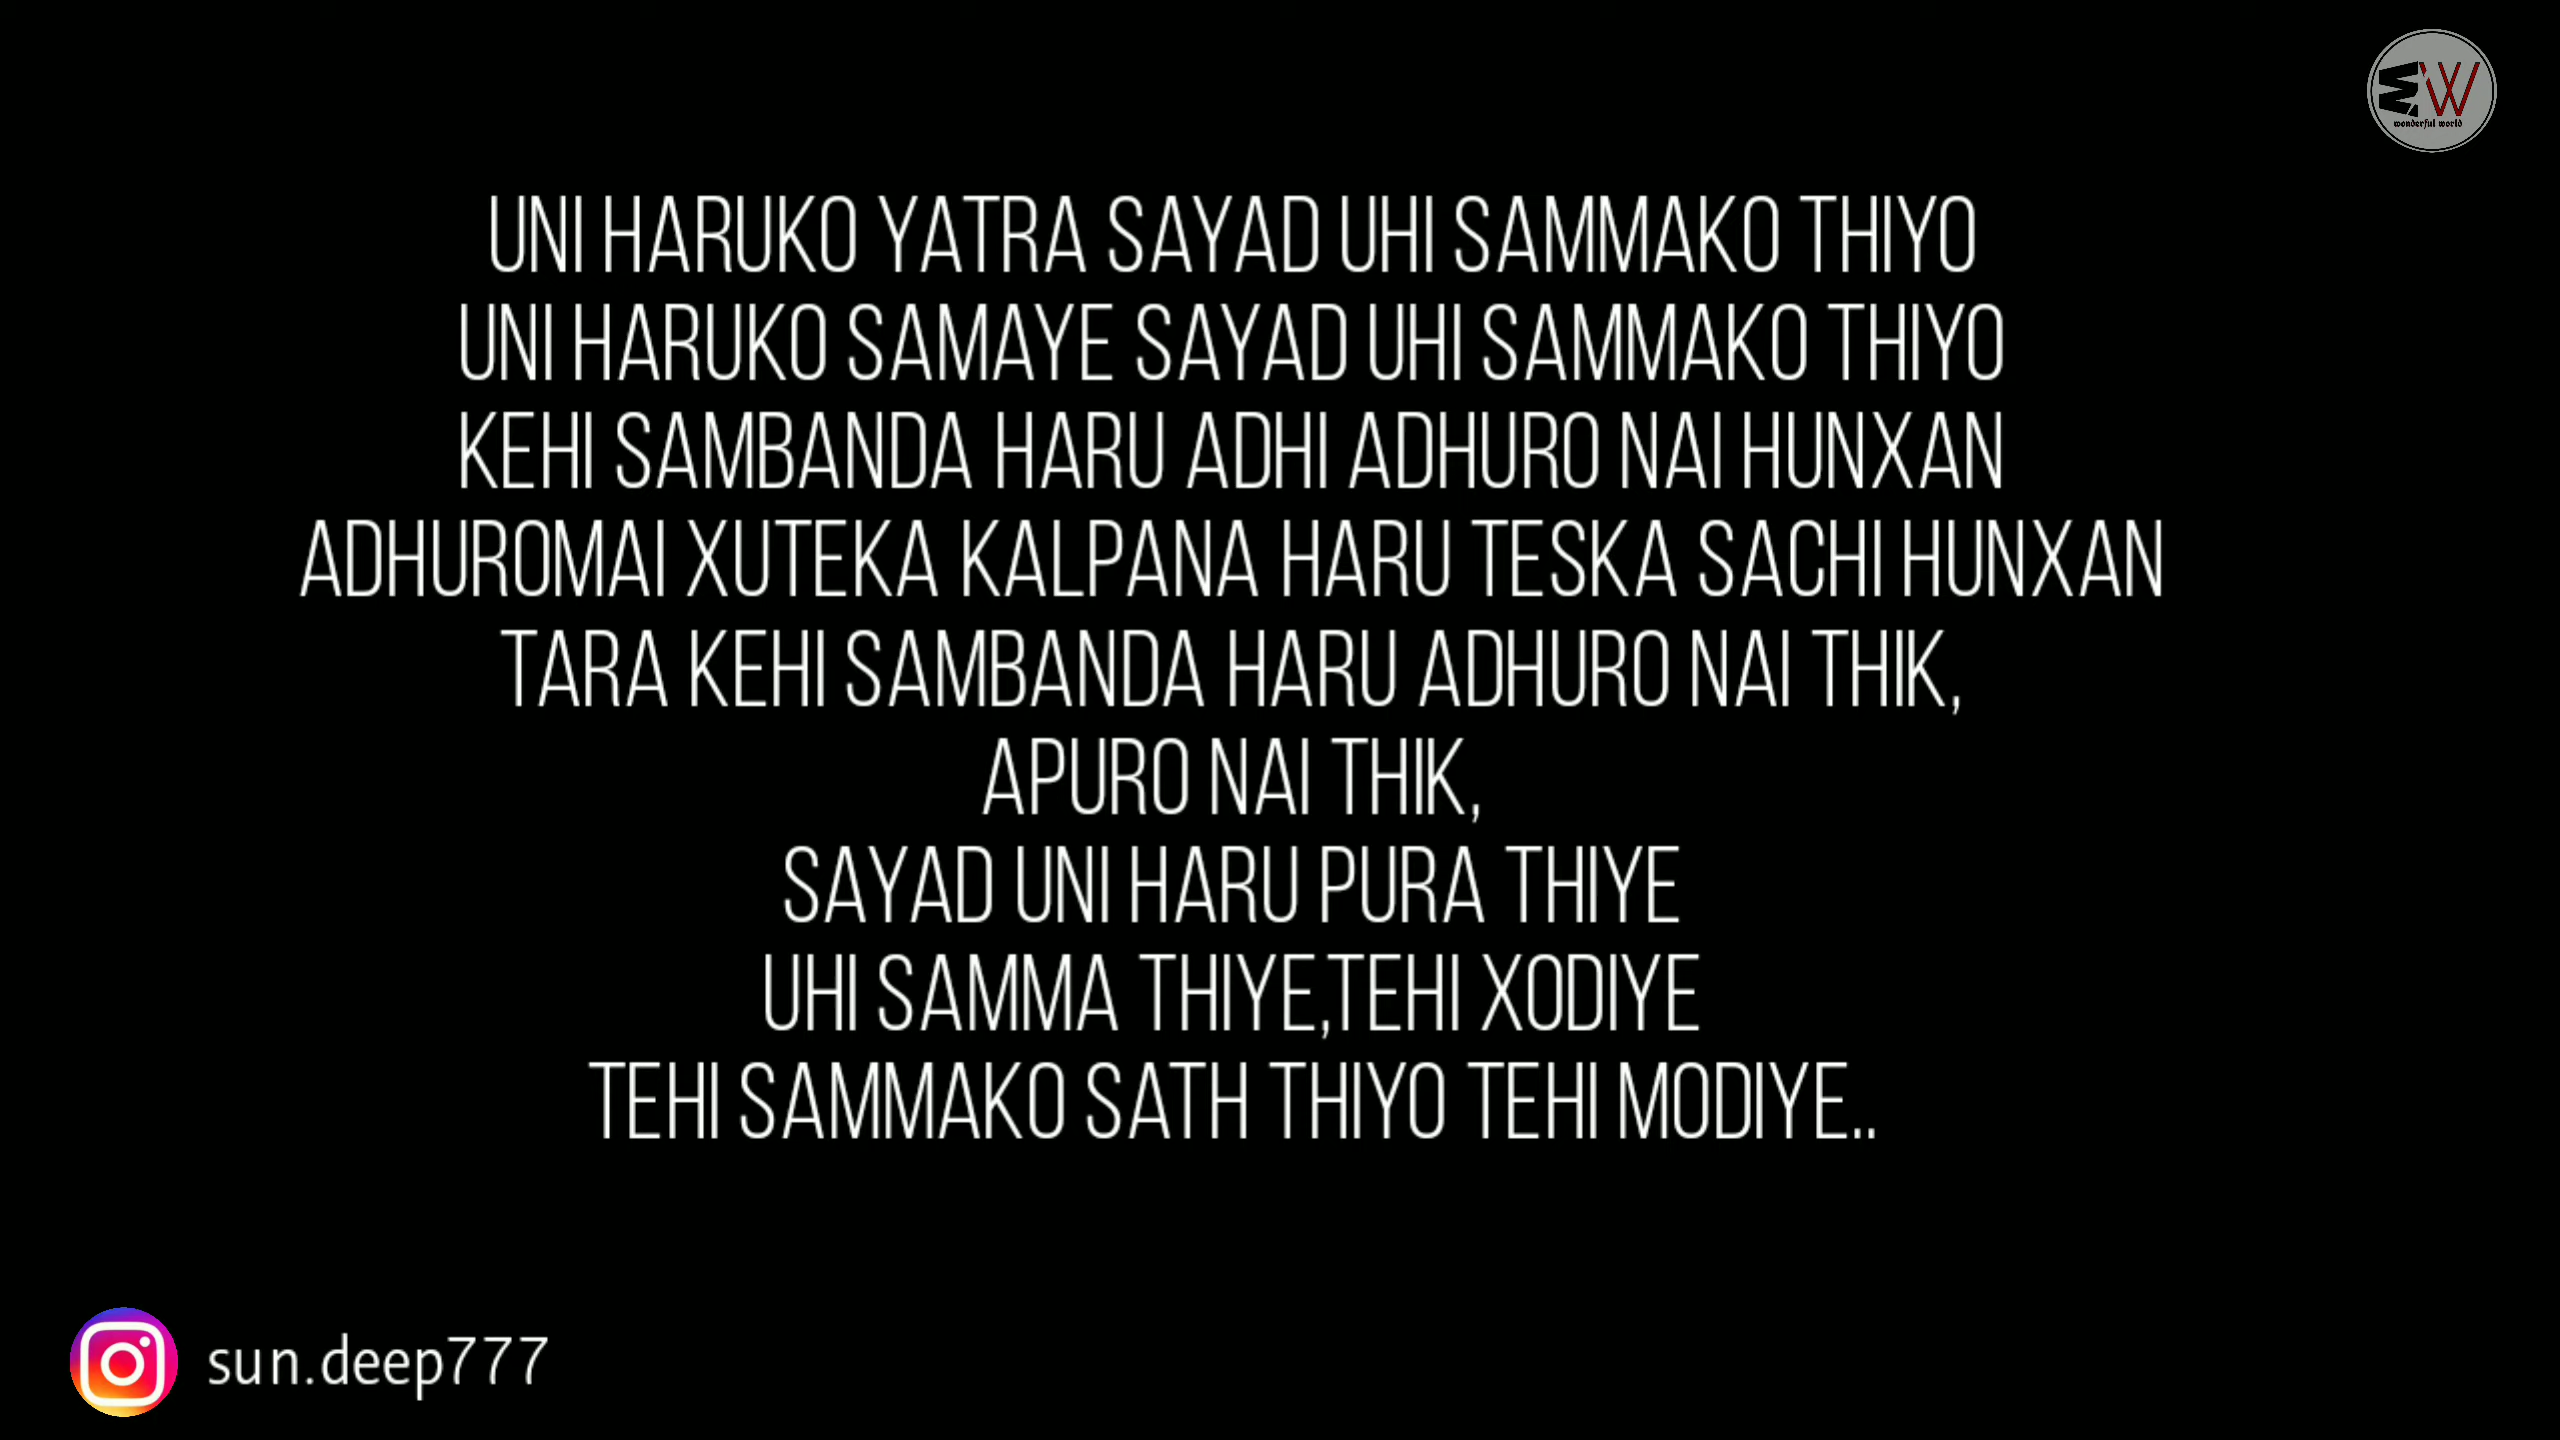 wonderful world
UNI HARUKO YATRA SAYAD UHI SAMMAKO THIYO
UNI HARUKO SAMAYE SAYAD UHI SAMMAKO THIYO
KEHI SAMBANDA HARU ADHI ADHURO NAI HUNXAN
ADHUROMAI XUTEKA KALPANA HARU TESKA SACHI HUNXAN
TARA KEHI SAMBANDA HARU ADHURO NAI THIK,
APURO NAI THIK,
SAYAD UNI HARU PURA THIYE
UHI SAMMA THIYE,TEHI XODIYE
TEHI SAMMAKO SATH THIYO TEHI MODIYE..
sun.deep777